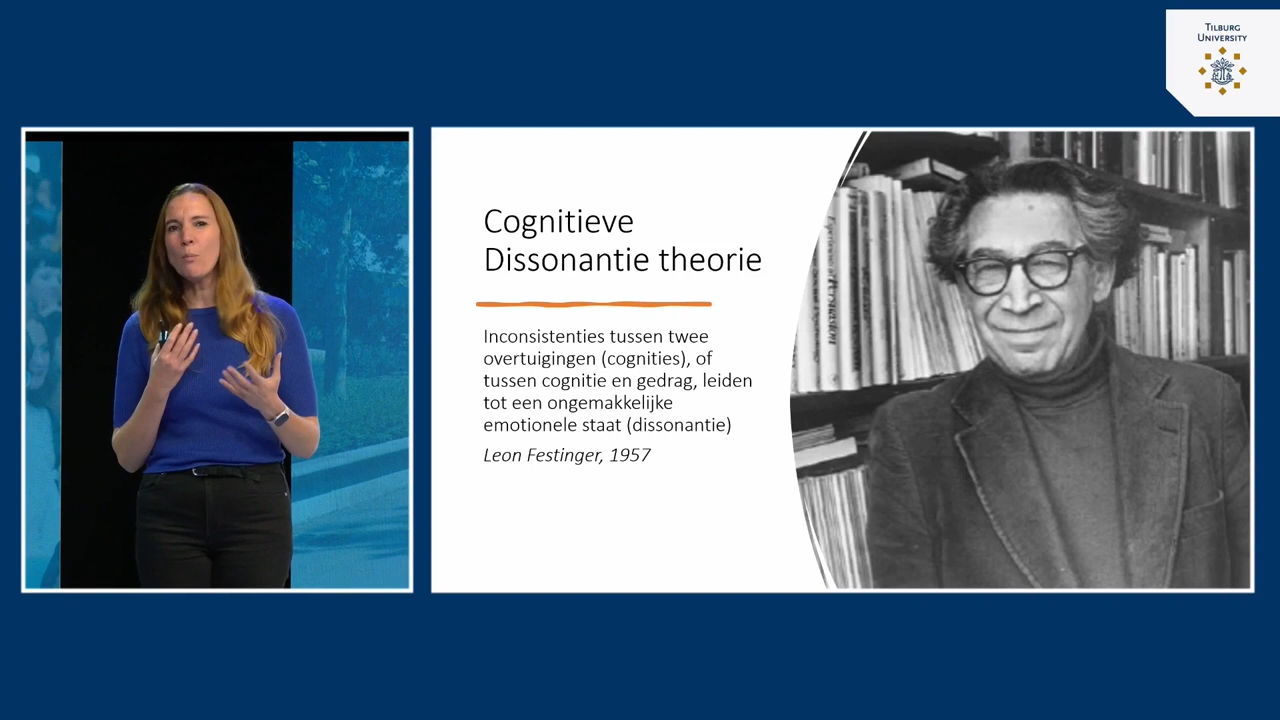 TILBURG
UNIVERSITY
Cognitieve
Dissonantie theorie
Inconsistenties tussen twee
overtuigingen (cognities), of
tussen cognitie en gedrag, leiden
tot een ongemakkelijke
emotionele staat (dissonantie)
Leon Festinger, 1957